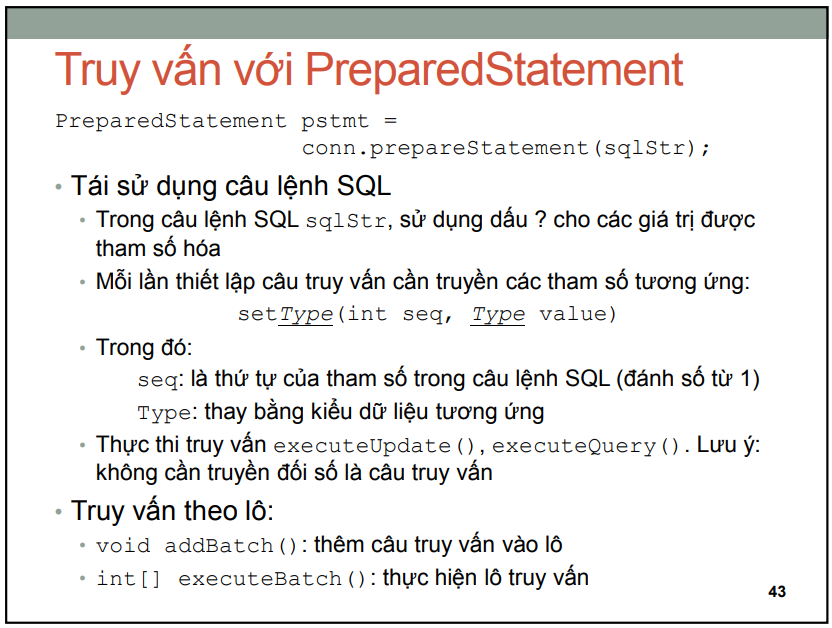 Truy vấn với PreparedStatement
PreparedStatement pstmt =
conn.prepareStatement(sqlStr);
• Tái sử dụng câu lệnh SQL
• Trong câu lệnh SQL sqlStr, sử dụng dấu ? cho các giá trị được
tham số hóa
• Mỗi lần thiết lập câu truy vấn cần truyền các tham số tương ứng:
setType(int seq, Type value)
• Trong đó:
seq: là thứ tự của tham số trong câu lệnh SQL (đánh số từ 1)
Type: thay bằng kiểu dữ liệu tương ứng
• Thực thi truy vấn executeUpdate(), executeQuery(). Lưu ý:
không cần truyền đối số là câu truy vấn
• Truy vấn theo lô:
• void addBatch(): thêm câu truy vấn vào lô
• int[] executeBatch(): thực hiện lô truy vấn
43